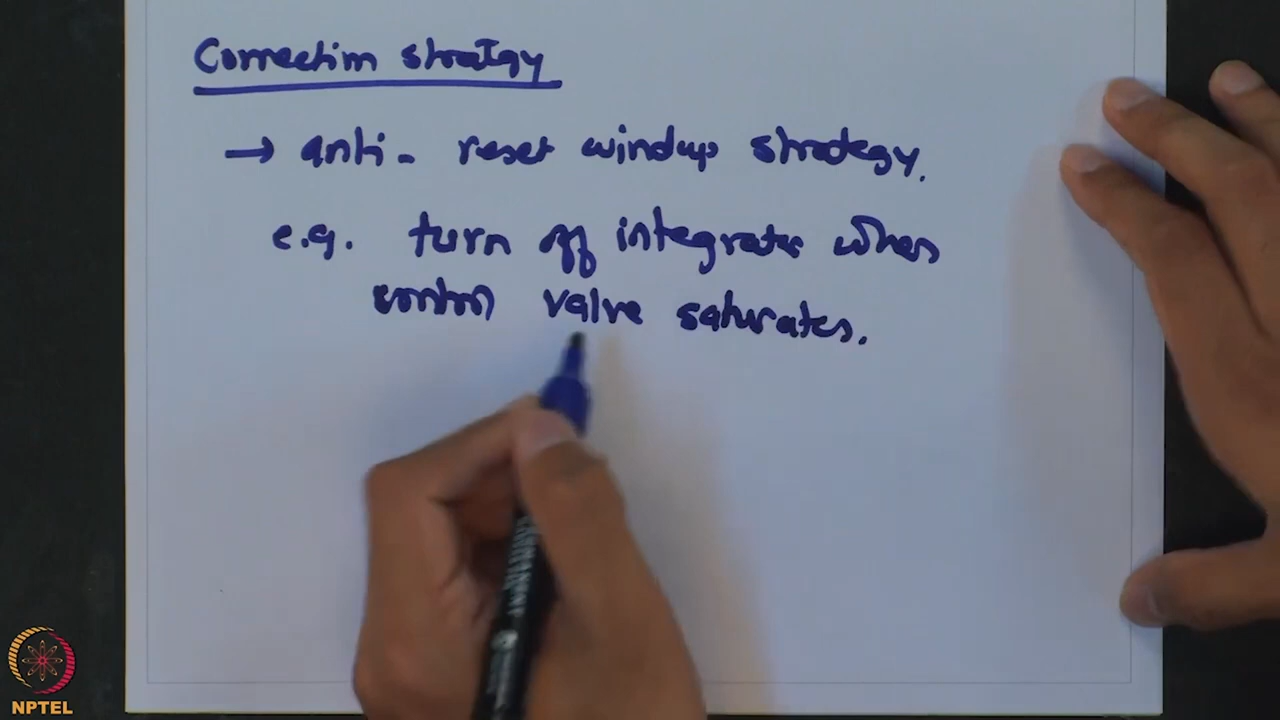 Correction strategy
→ anti-reset windup strategy.
e.g. turn off integrator when
control valve saturates.
NPTEL